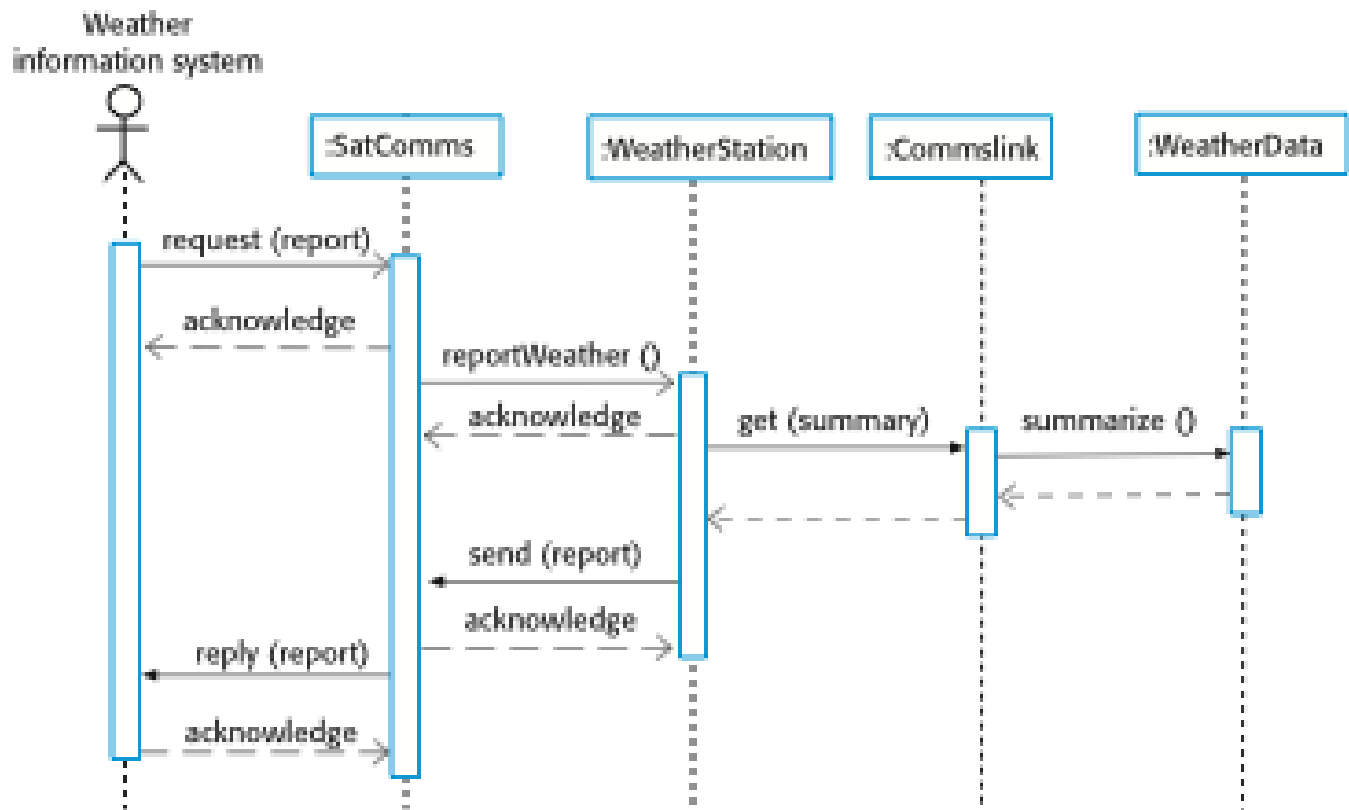 Weather
information system
:SatComms
:WeatherStation
:Commslink
:WeatherData
request (report)
acknowledge
reportWeather ()
acknowledge
get (summary)
summarize ()
send (report)
acknowledge
reply (report)
acknowledge